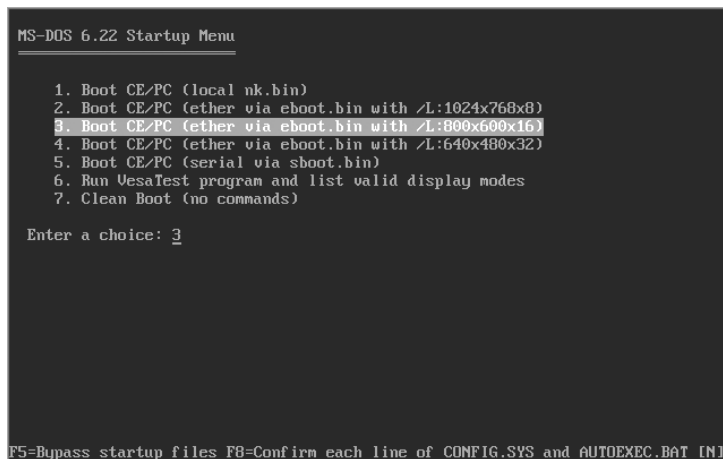 MS-DOS 6.22 Startup Menu
1. Boot CE/PC (local nk.bin)
2. Boot CE/PC (ether via eboot.bin with /L:1024x768x8)
3. Boot CE/PC (ether via eboot.bin with /L:800x600x16)
4. Boot CE/PC (ether via eboot.bin with /L:640x480x32)
5. Boot CE/PC (serial via sboot.bin)
6. Run VesaTest program and list valid display modes
7. Clean Boot (no commands)
Enter a choice: 3
F5=Bypass startup files F8=Confirm each line of CONFIG.SYS and AUTOEXEC.BAT [N]